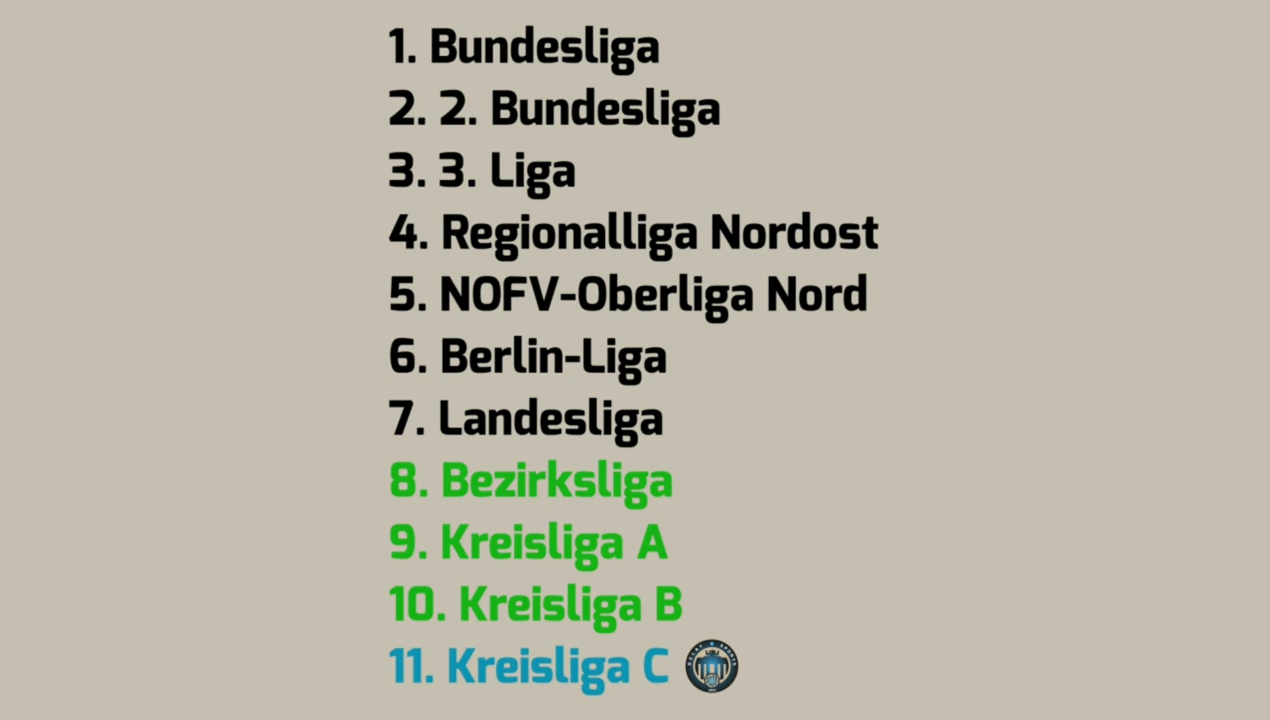 1. Bundesliga
2. 2. Bundesliga
3. 3. Liga
4. Regionalliga Nordost
5. NOFV-Oberliga Nord
6. Berlin-Liga
7. Landesliga
8. Bezirksliga
9. Kreisliga A
10. Kreisliga B
11. Kreisliga C